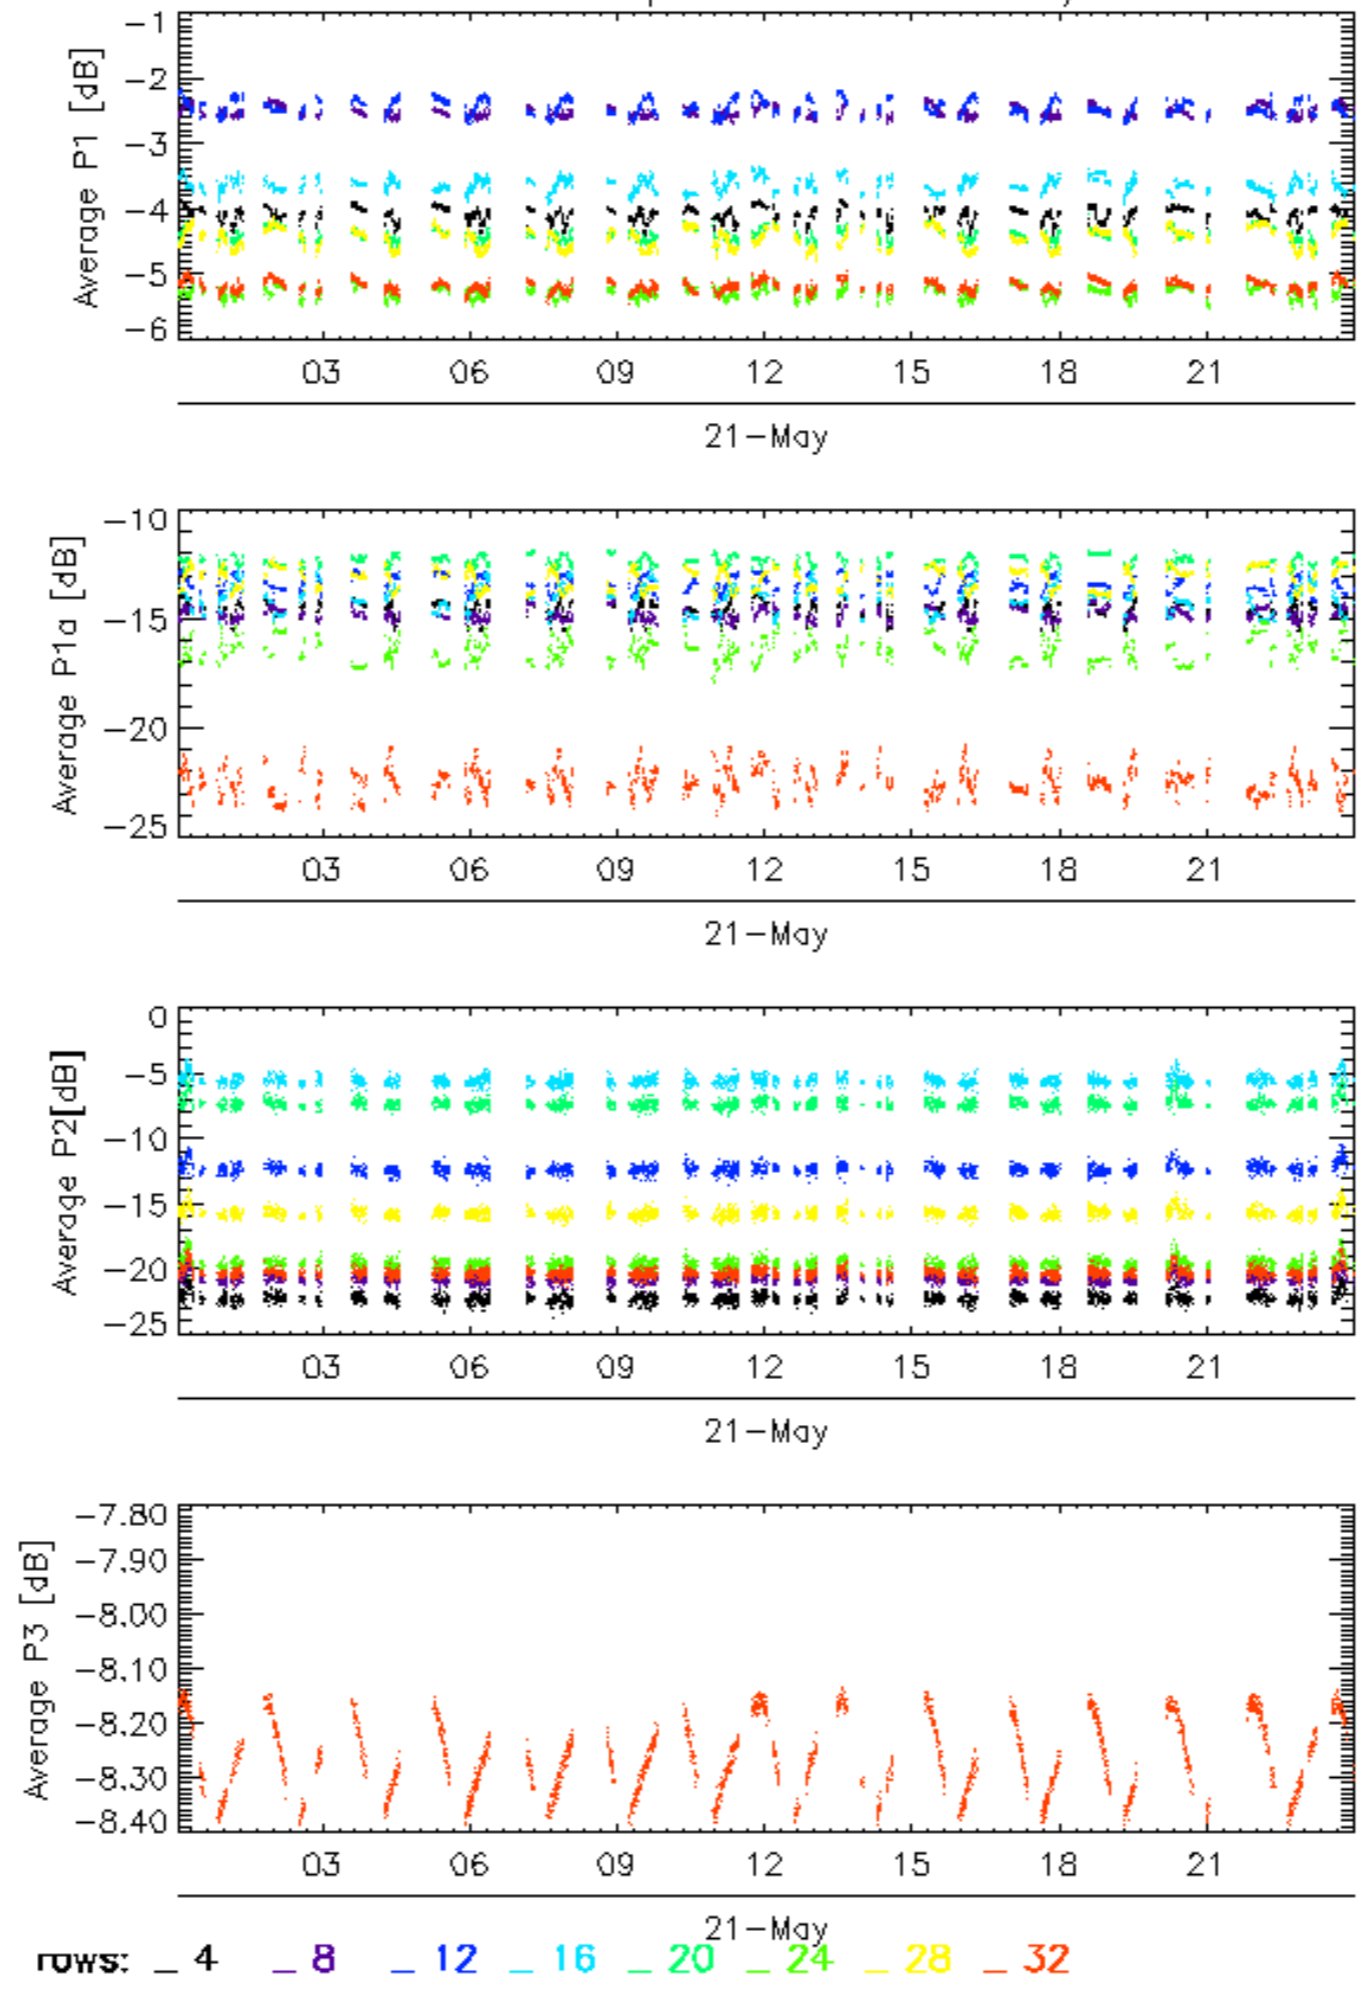 Average P1 [dB]
-1
-2
-3
-4
-5
-6
03 06 09 12 15 18 21
21-May
Average P1a [dB]
-10
-15
-20
-25
03 06 09 12 15 18 21
21-May
Average P2[dB]
0
-5
-10
-15
-20
-25
03 06 09 12 15 18 21
21-May
Average P3 [dB]
-7.80
-7.90
-8.00
-8.10
-8.20
-8.30
-8.40
03 06 09 12 15 18 21
21-May
rows: _ 4 _ 8 _ 12 _ 16 _ 20 _ 24 _ 28 _ 32